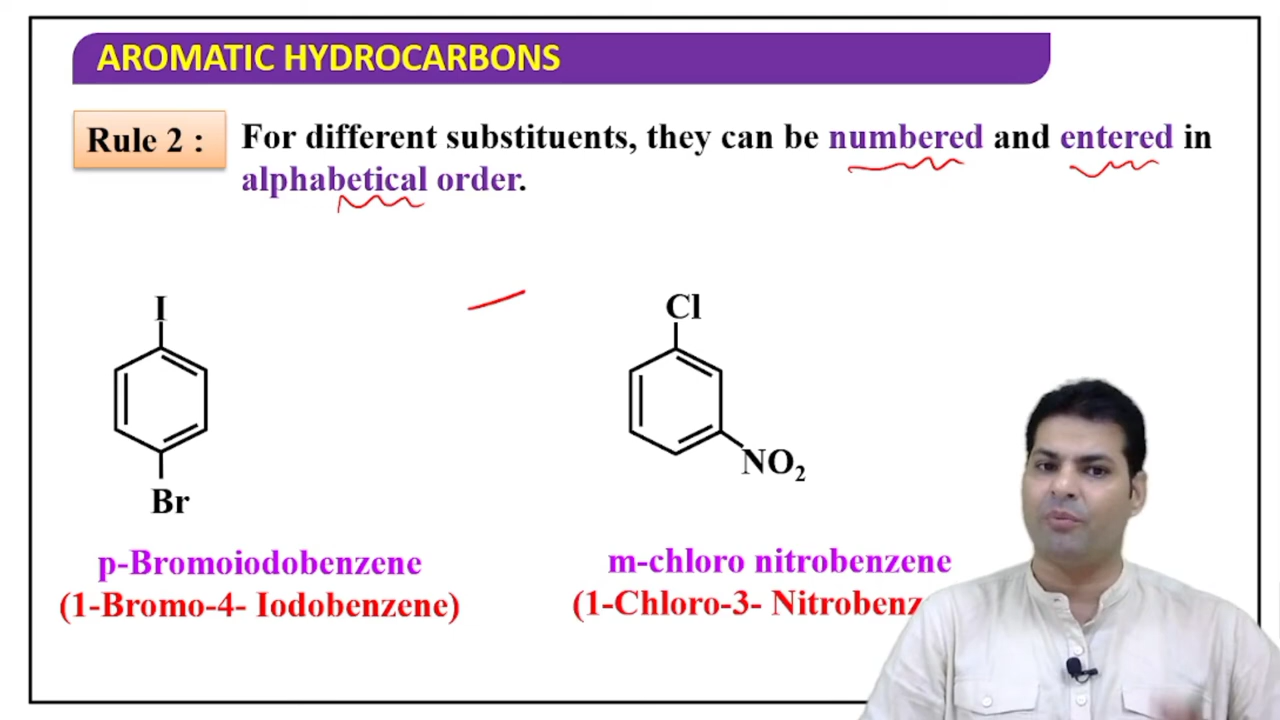 AROMATIC HYDROCARBONS
Rule 2 :
For different substituents, they can be numbered and entered in
alphabetical order.
I
Br
p-Bromoiodobenzene
(1-Bromo-4- Iodobenzene)
Cl
NO₂
m-chloro nitrobenzene
(1-Chloro-3-